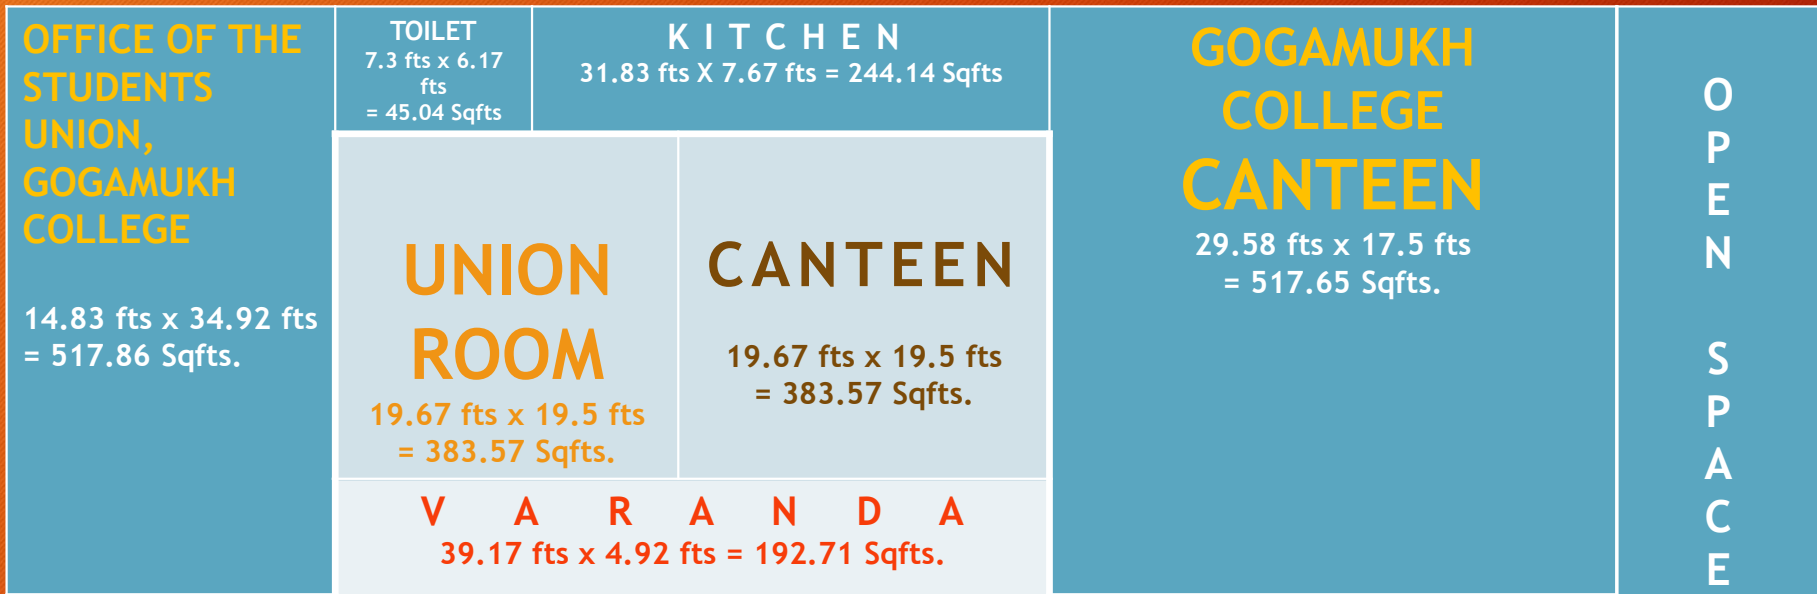 OFFICE OF THE
STUDENTS
UNION,
GOGAMUKH
COLLEGE
14.83 fts x 34.92 fts
= 517.86 Sqfts.
TOILET
7.3 fts x 6.17
fts
= 45.04 Sqfts
K I T C H E N
31.83 fts X 7.67 fts = 244.14 Sqfts
UNION
ROOM
19.67 fts x 19.5 fts
= 383.57 Sqfts.
CANTEEN
19.67 fts x 19.5 fts
= 383.57 Sqfts.
V A R A N D A
39.17 fts x 4.92 fts = 192.71 Sqfts.
GOGAMUKH
COLLEGE
CANTEEN
29.58 fts x 17.5 fts
= 517.65 Sqfts.
O
P
E
N
S
P
A
C
E